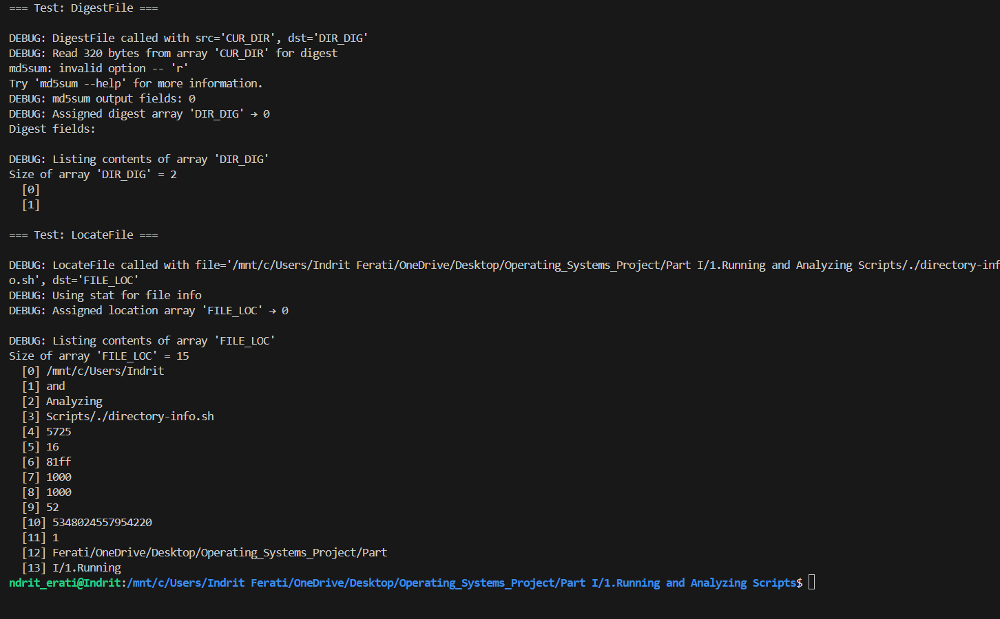 === Test: DigestFile ===
DEBUG: DigestFile called with src='CUR_DIR', dst='DIR_DIG'
DEBUG: Read 320 bytes from array 'CUR_DIR' for digest
md5sum: invalid option -- 'r'
Try 'md5sum --help' for more information.
DEBUG: md5sum output fields: 0
DEBUG: Assigned digest array 'DIR_DIG' → 0
Digest fields:
DEBUG: Listing contents of array 'DIR_DIG'
Size of array 'DIR_DIG' = 2
  [0]
  [1]
=== Test: LocateFile ===
DEBUG: LocateFile called with file='/mnt/c/Users/Indrit Ferati/OneDrive/Desktop/Operating_Systems_Project/Part I/1.Running and Analyzing Scripts/./directory-inf
o.sh', dst='FILE_LOC'
DEBUG: Using stat for file info
DEBUG: Assigned location array 'FILE_LOC' → 0
DEBUG: Listing contents of array 'FILE_LOC'
Size of array 'FILE_LOC' = 15
  [0] /mnt/c/Users/Indrit
  [1] and
  [2] Analyzing
  [3] Scripts/./directory-info.sh
  [4] 5725
  [5] 16
  [6] 81ff
  [7] 1000
  [8] 1000
  [9] 52
  [10] 5348024557954220
  [11] 1
  [12] Ferati/OneDrive/Desktop/Operating_Systems_Project/Part
  [13] I/1.Running
ndrit_erati@Indrit:/mnt/c/Users/Indrit Ferati/OneDrive/Desktop/Operating_Systems_Project/Part I/1.Running and Analyzing Scripts$